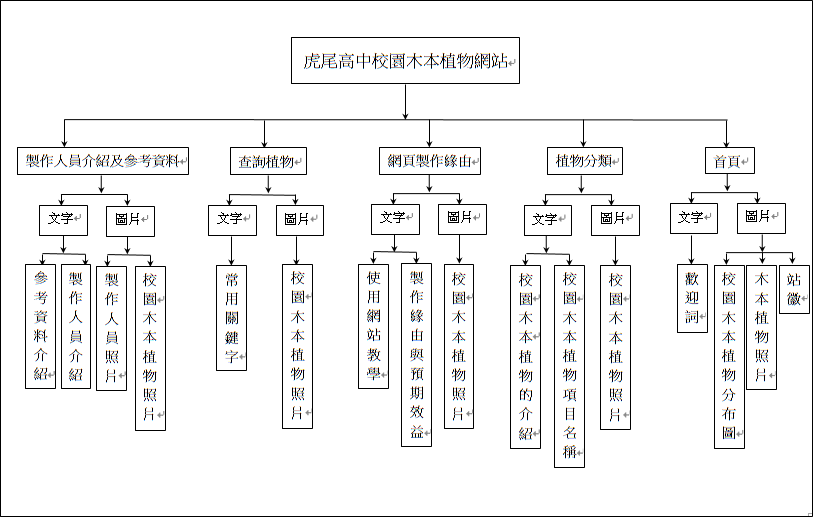 虎尾高中校園木本植物網站
製作人員介紹及參考資料
查詢植物
網頁製作緣由
植物分類
首頁
文字
圖片
文字
圖片
文字
圖片
文字
圖片
文字
圖片
參考資料介紹
製作人員介紹
製作人員照片
校園木本植物照片
常用關鍵字
校園木本植物照片
使用網站教學
製作緣由與預期效益
校園木本植物照片
校園木本植物的介紹
校園木本植物項目名稱
校園木本植物照片
歡迎詞
校園木本植物分布圖
木本植物照片
站徽